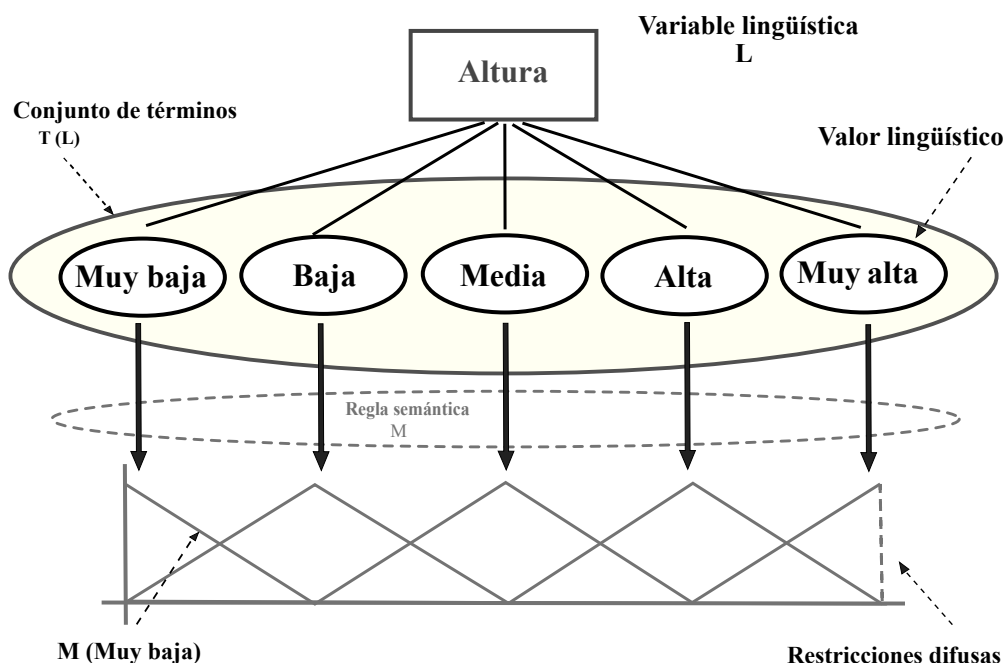 Variable lingüística
L
Altura
Conjunto de términos
T (L)
Valor lingüístico
Muy baja
Baja
Media
Alta
Muy alta
Regla semántica
M
M (Muy baja)
Restricciones difusas